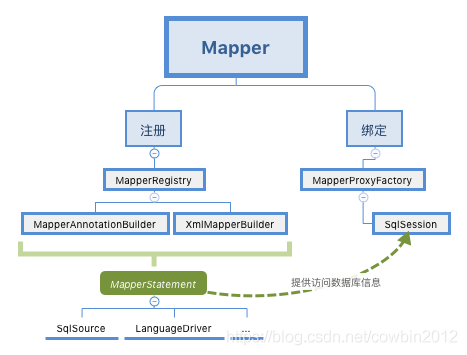 Mapper
注册
绑定
MapperRegistry
MapperProxyFactory
MapperAnnotationBuilder
XmlMapperBuilder
SqlSession
MapperStatement
提供访问数据库信息
SqlSource
LanguageDriver
...
https://blog.csdn.net/cowbin2012